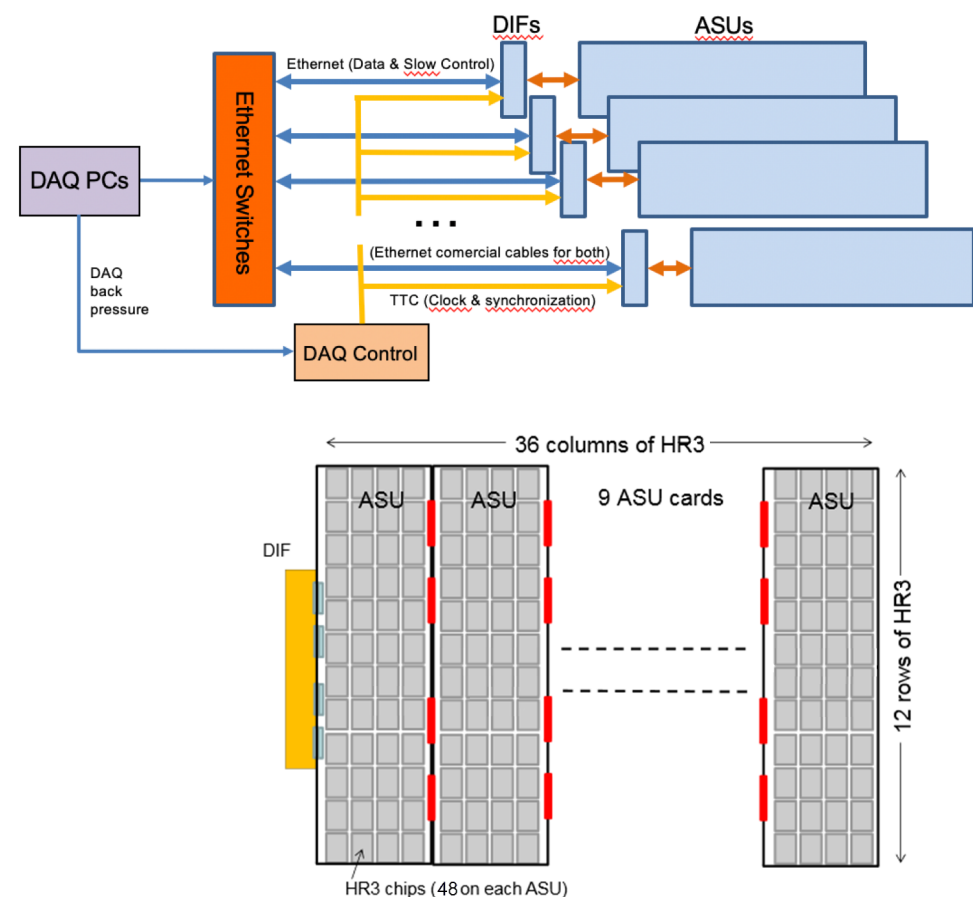 DIFs
ASUs
Ethernet (Data & Slow Control)
Ethernet Switches
DAQ PCs
...
(Ethernet comercial cables for both)
DAQ
back
pressure
TTC (Clock & synchronization)
DAQ Control
36 columns of HR3
ASU
ASU
9 ASU cards
ASU
DIF
12 rows of HR3
HR3 chips (48 on each ASU)